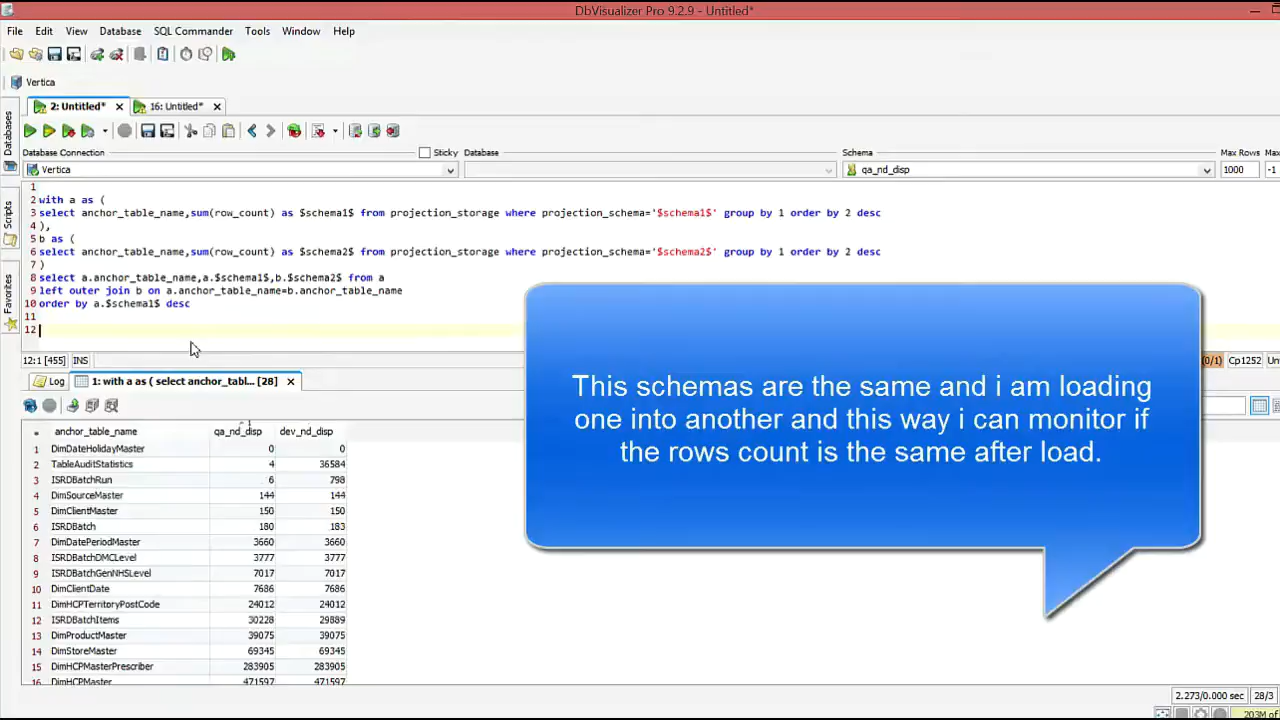 DbVisualizer Pro 9.2.9 - Untitled*
File Edit View Database SQL Commander Tools Window Help
Vertica
2: Untitled* 16: Untitled*
Databases
Scripts
Favorites
Database Connection Sticky Database Schema Max Rows Max
Vertica qa_nd_disp 1000 -1
1
2 with a as (
3 select anchor_table_name,sum(row_count) as $schema1$ from projection_storage where projection_schema='$schema1$' group by 1 order by 2 desc
4 ),
5 b as (
6 select anchor_table_name,sum(row_count) as $schema2$ from projection_storage where projection_schema='$schema2$' group by 1 order by 2 desc
7 )
8 select a.anchor_table_name,a.$schema1$,b.$schema2$ from a
9 left outer join b on a.anchor_table_name=b.anchor_table_name
10 order by a.$schema1$ desc
11
12
12:1 [455] INS (0/1) Cp1252
Log 1: with a as ( select anchor_tabl... [28]
This schemas are the same and i am loading
one into another and this way i can monitor if
the rows count is the same after load.
anchor_table_name qa_nd_disp dev_nd_disp
1 DimDateHolidayMaster 0 0
2 TableAuditStatistics 4 36584
3 ISRDBatchRun 6 798
4 DimSourceMaster 144 144
5 DimClientMaster 150 150
6 ISRDBatch 180 183
7 DimDatePeriodMaster 3660 3660
8 ISRDBatchDMCLevel 3777 3777
9 ISRDBatchGenNHSLevel 7017 7017
10 DimClientDate 7686 7686
11 DimHCPTerritoryPostCode 24012 24012
12 ISRDBatchItems 30228 29889
13 DimProductMaster 39075 39075
14 DimStoreMaster 69345 69345
15 DimHCPMasterPrescriber 283905 283905
16 DimHCPMaster 471597 471597
2.273/0.000 sec 28/3
203M of